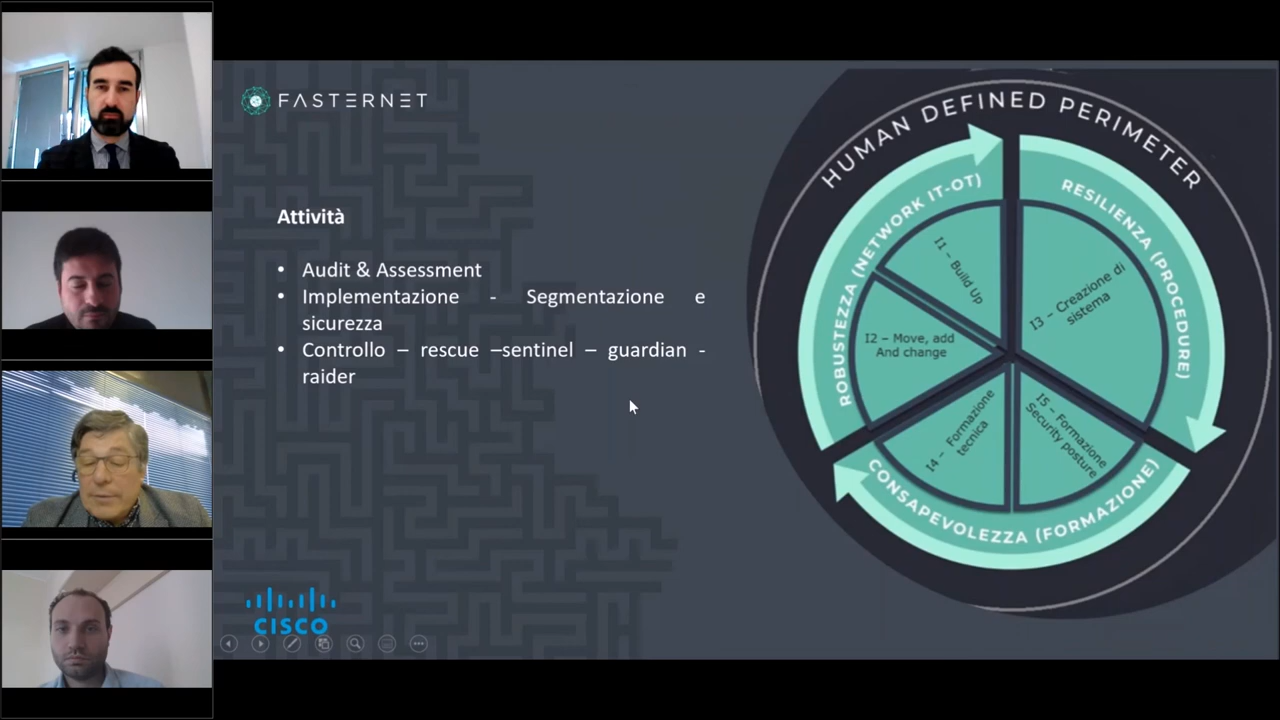 FASTERNET
Attività
• Audit & Assessment
• Implementazione - Segmentazione e
sicurezza
• Controllo – rescue –sentinel – guardian -
raider
CISCO
HUMAN DEFINED PERIMETER
ROBUSTEZZA (NETWORK IT-OT)
RESILIENZA (PROCEDURE)
CONSAPEVOLEZZA (FORMAZIONE)
I1 – Build Up
I2 – Move, add
And change
I3 – Creazione di
sistema
I4 – Formazione
tecnica
I5 – Formazione
Security posture